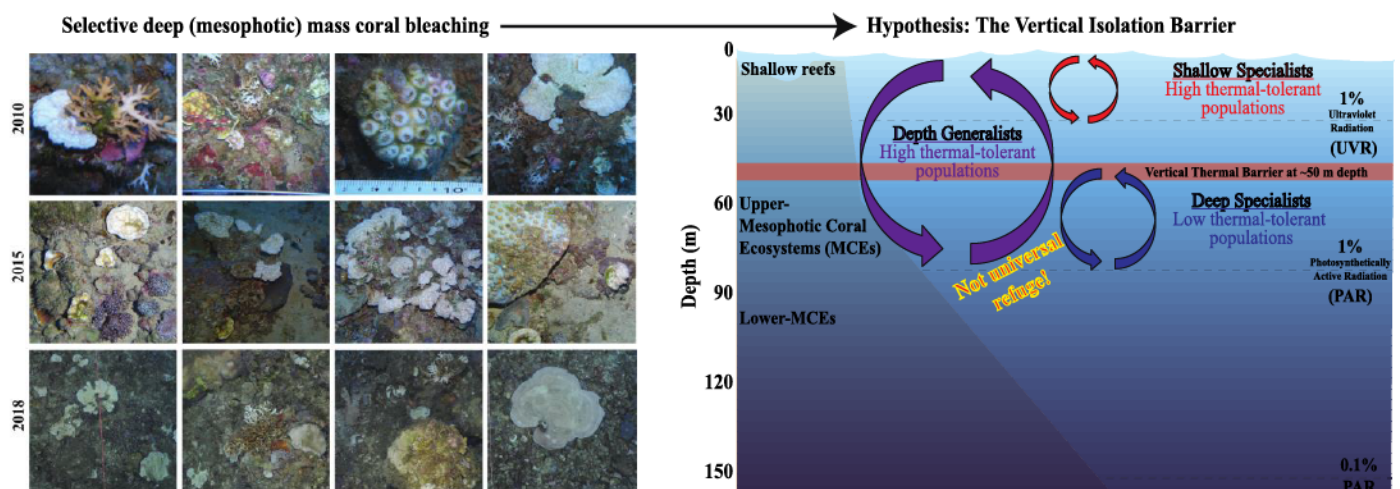 Selective deep (mesophotic) mass coral bleaching
Hypothesis: The Vertical Isolation Barrier
2010
10
2015
2018
Depth (m)
0
30
60
90
120
150
Shallow reefs
Upper-
Mesophotic Coral
Ecosystems (MCEs)
Lower-MCEs
Depth Generalists
High thermal-tolerant
populations
Not universal
refuge!
Shallow Specialists
High thermal-tolerant
populations
1%
Ultraviolet
Radiation
(UVR)
Vertical Thermal Barrier at ~50 m depth
Deep Specialists
Low thermal-tolerant
populations
1%
Photosynthetically
Active Radiation
(PAR)
0.1%
PAR